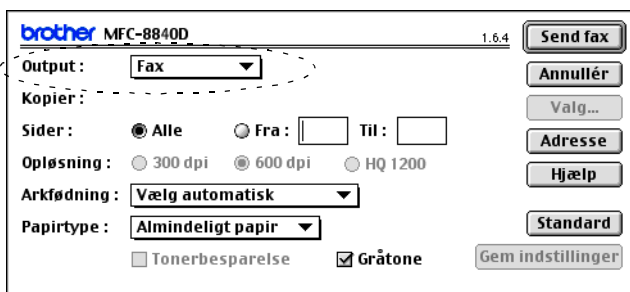 brother MFC-8840D 1.6.4 Send fax
Output: Fax Annullér
Kopier: Valg...
Sider: Alle Fra: Til: Adresse
Opløsning: 300 dpi 600 dpi HQ 1200 Hjælp
Arkfødning: Vælg automatisk
Papirtype: Almindeligt papir Standard
Tonerbesparelse Gråtone Gem indstillinger